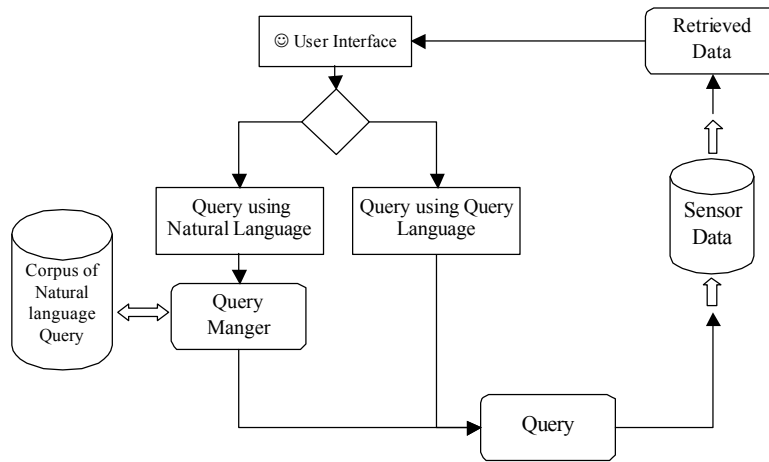 ☺ User Interface
Retrieved
Data
Query using
Natural Language
Query using Query
Language
Sensor
Data
Corpus of
Natural
language
Query
Query
Manger
Query